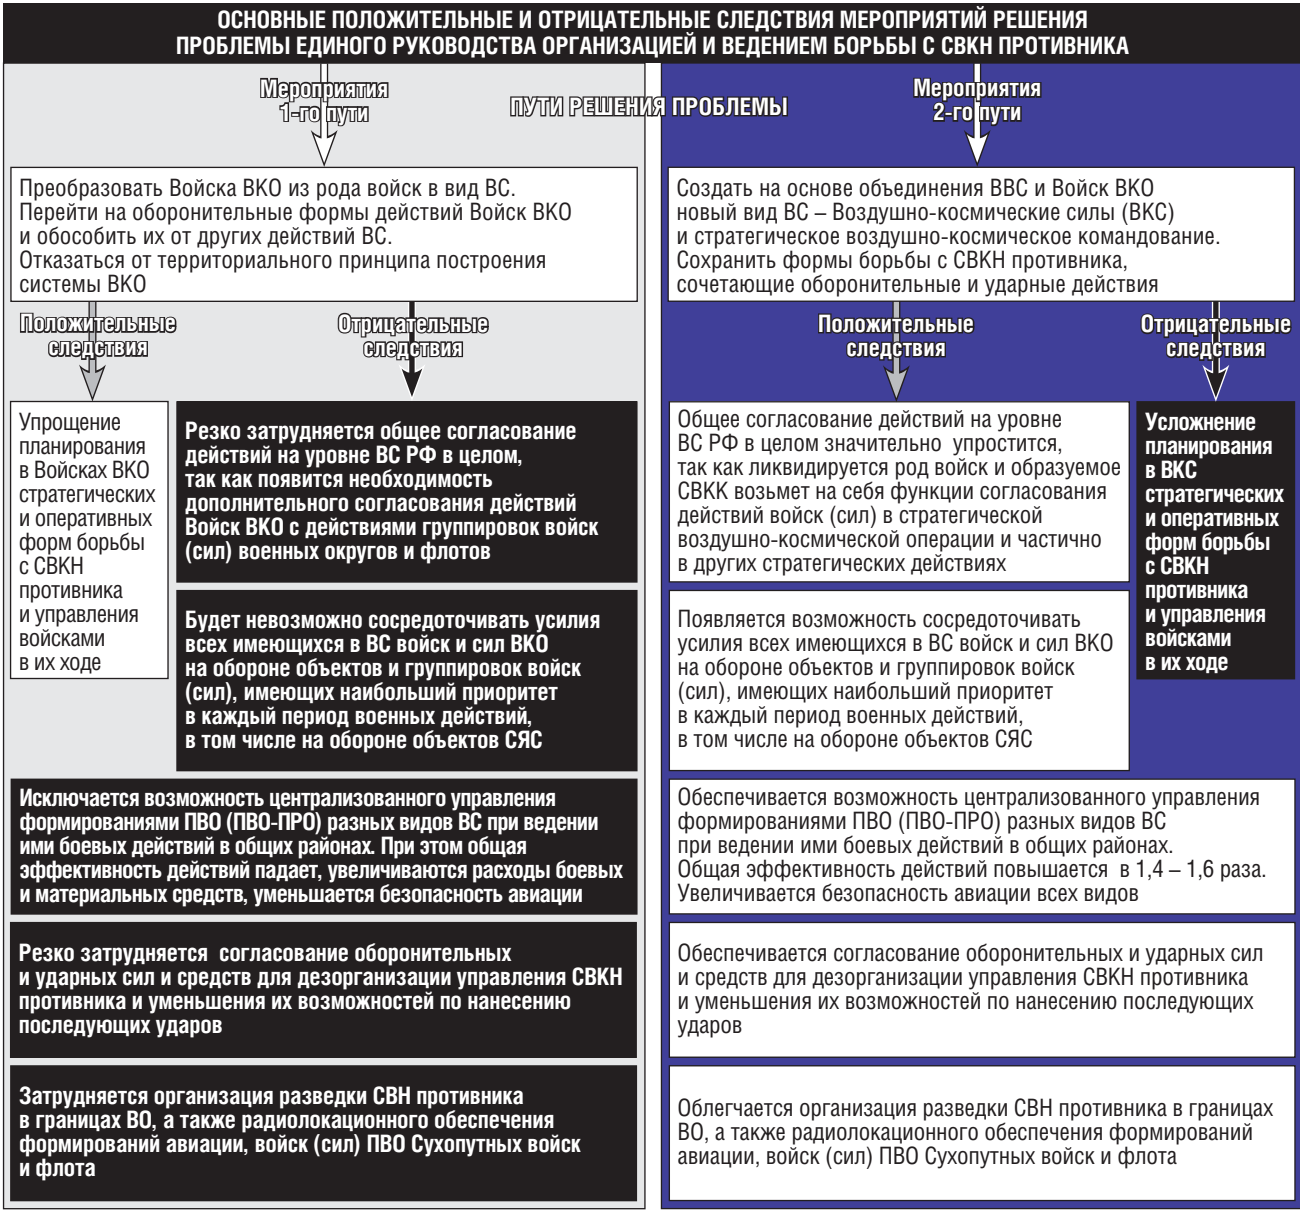 ОСНОВНЫЕ ПОЛОЖИТЕЛЬНЫЕ И ОТРИЦАТЕЛЬНЫЕ СЛЕДСТВИЯ МЕРОПРИЯТИЙ РЕШЕНИЯ
ПРОБЛЕМЫ ЕДИНОГО РУКОВОДСТВА ОРГАНИЗАЦИЕЙ И ВЕДЕНИЕМ БОРЬБЫ С СВКН ПРОТИВНИКА
ПУТИ РЕШЕНИЯ ПРОБЛЕМЫ
Мероприятия
1-го пути
Преобразовать Войска ВКО из рода войск в вид ВС.
Перейти на оборонительные формы действий Войск ВКО
и обособить их от других действий ВС.
Отказаться от территориального принципа построения
системы ВКО
Положительные
следствия
Упрощение
планирования
в Войсках ВКО
стратегических
и оперативных
форм борьбы
с СВКН
противника
и управления
войсками
в их ходе
Отрицательные
следствия
Резко затрудняется общее согласование
действий на уровне ВС РФ в целом,
так как появится необходимость
дополнительного согласования действий
Войск ВКО с действиями группировок войск
(сил) военных округов и флотов
Будет невозможно сосредоточивать усилия
всех имеющихся в ВС войск и сил ВКО
на обороне объектов и группировок войск
(сил), имеющих наибольший приоритет
в каждый период военных действий,
в том числе на обороне объектов СЯС
Исключается возможность централизованного управления
формированиями ПВО (ПВО-ПРО) разных видов ВС при ведении
ими боевых действий в общих районах. При этом общая
эффективность действий падает, увеличиваются расходы боевых
и материальных средств, уменьшается безопасность авиации
Резко затрудняется согласование оборонительных
и ударных сил и средств для дезорганизации управления СВКН
противника и уменьшения их возможностей по нанесению
последующих ударов
Затрудняется организация разведки СВН противника
в границах ВО, а также радиолокационного обеспечения
формирований авиации, войск (сил) ПВО Сухопутных войск
и флота
Мероприятия
2-го пути
Создать на основе объединения ВВС и Войск ВКО
новый вид ВС – Воздушно-космические силы (ВКС)
и стратегическое воздушно-космическое командование.
Сохранить формы борьбы с СВКН противника,
сочетающие оборонительные и ударные действия
Положительные
следствия
Общее согласование действий на уровне
ВС РФ в целом значительно упростится,
так как ликвидируется род войск и образуемое
СВКК возьмет на себя функции согласования
действий войск (сил) в стратегической
воздушно-космической операции и частично
в других стратегических действиях
Появляется возможность сосредоточивать
усилия всех имеющихся в ВС войск и сил ВКО
на обороне объектов и группировок войск
(сил), имеющих наибольший приоритет
в каждый период военных действий,
в том числе на обороне объектов СЯС
Отрицательные
следствия
Усложнение
планирования
в ВКС
стратегических
и оперативных
форм борьбы
с СВКН
противника
и управления
войсками
в их ходе
Обеспечивается возможность централизованного управления
формированиями ПВО (ПВО-ПРО) разных видов ВС
при ведении ими боевых действий в общих районах.
Общая эффективность действий повышается в 1,4 – 1,6 раза.
Увеличивается безопасность авиации всех видов
Обеспечивается согласование оборонительных и ударных сил
и средств для дезорганизации управления СВКН противника
и уменьшения их возможностей по нанесению последующих
ударов
Облегчается организация разведки СВН противника в границах
ВО, а также радиолокационного обеспечения формирований
авиации, войск (сил) ПВО Сухопутных войск и флота